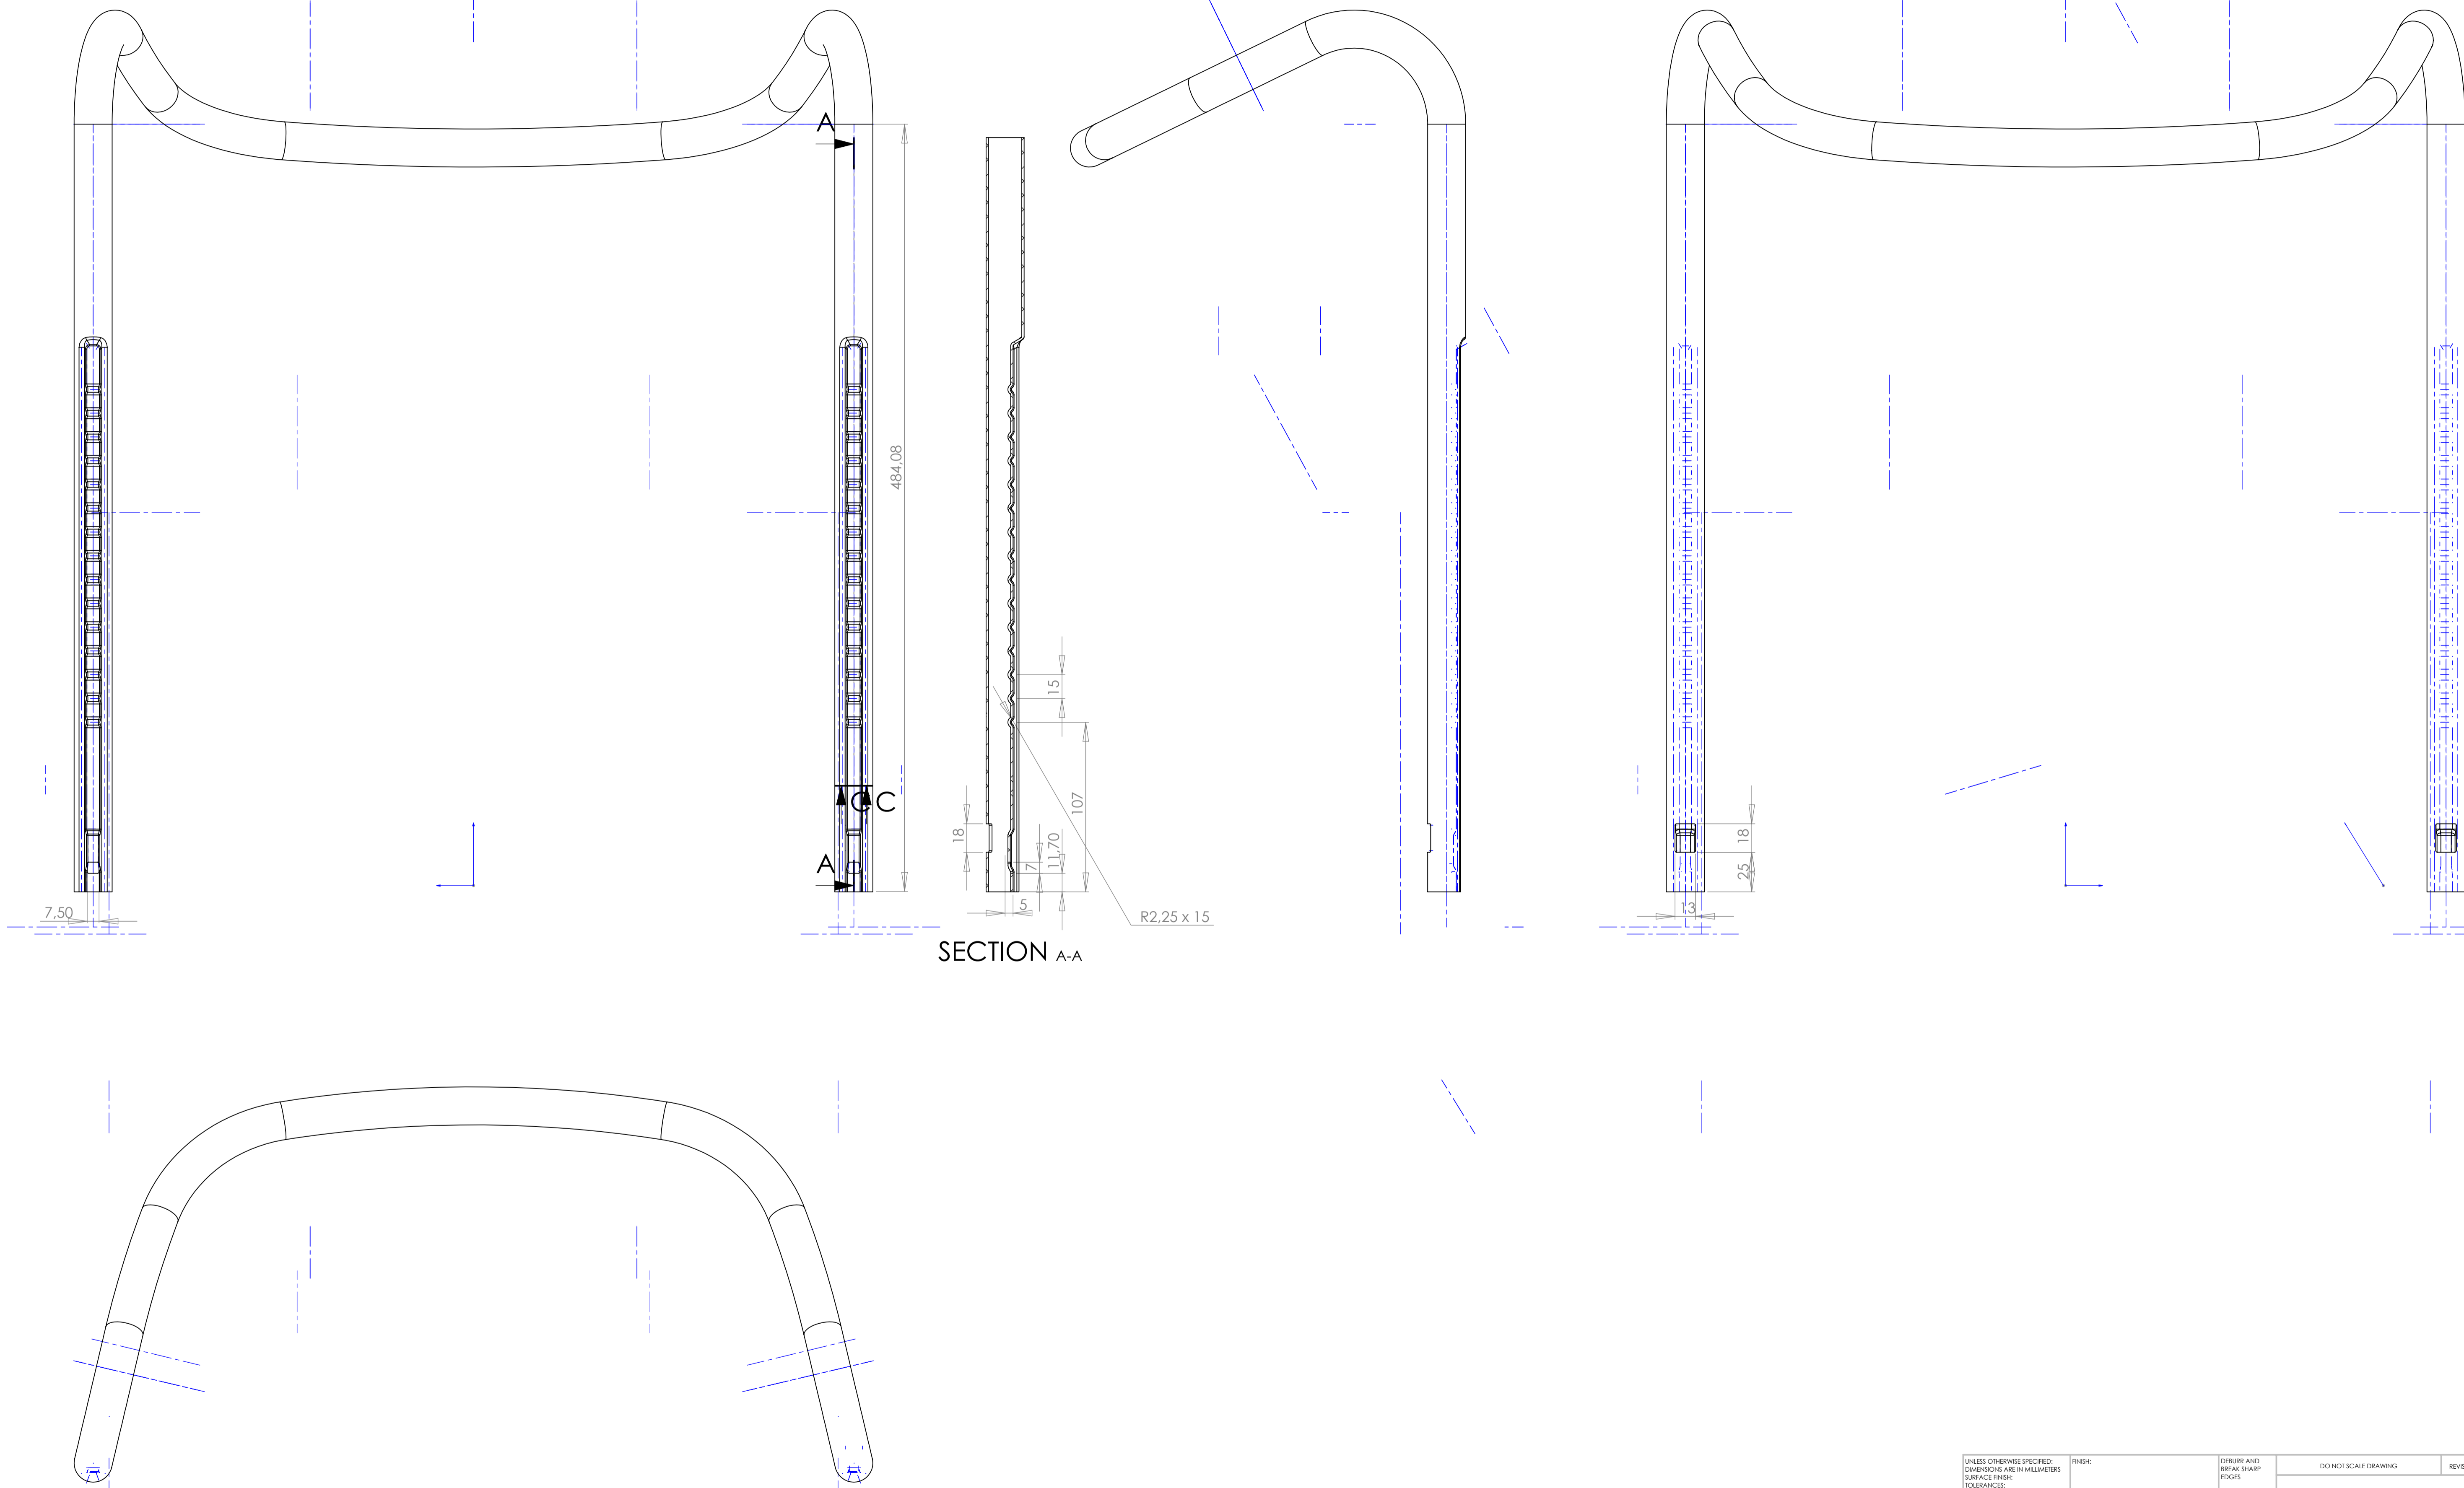 A
484,08
15
107
C C
18
11,70
7
A
5
7,50
R2,25 x 15
SECTION A-A
18
25
13
UNLESS OTHERWISE SPECIFIED:
DIMENSIONS ARE IN MILLIMETERS
SURFACE FINISH:
TOLERANCES:
FINISH:
DEBURR AND
BREAK SHARP
EDGES
DO NOT SCALE DRAWING
REVIS